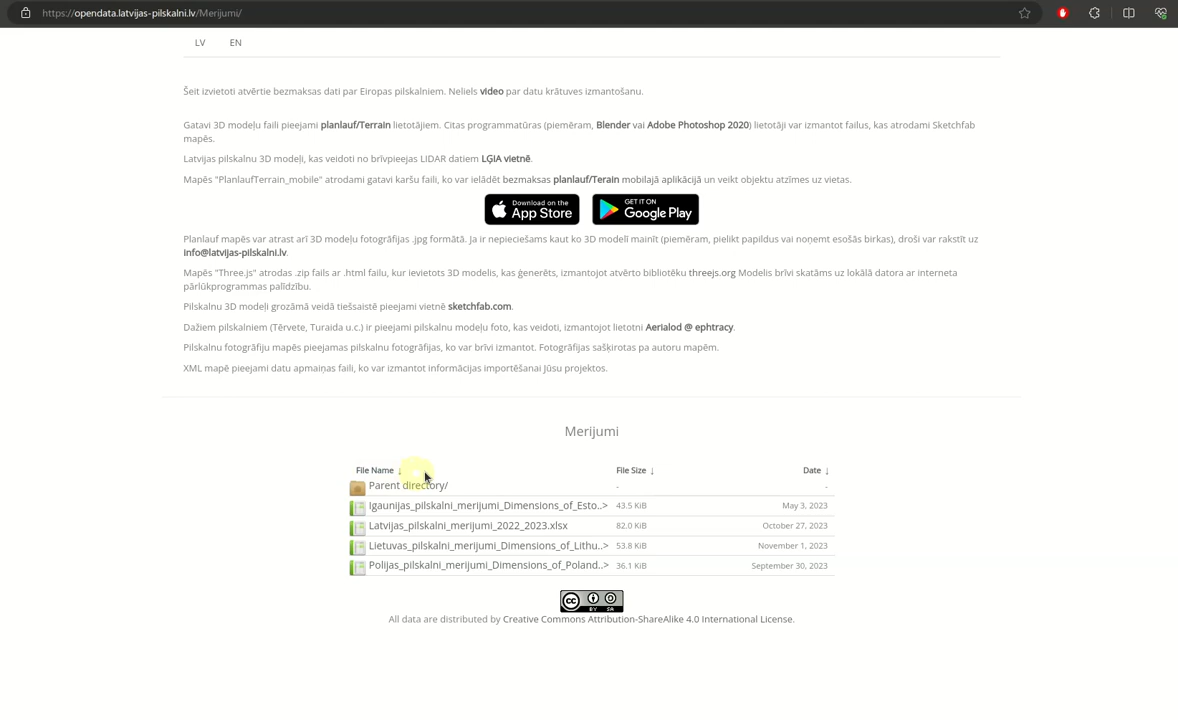 https://opendata.latvijas-pilskalni.lv/Merijumi/
LV EN
Šeit izvietoti atvērtie bezmaksas dati par Eiropas pilskalniem. Neliels video par datu krātuves izmantošanu.
Gatavi 3D modeļu faili pieejami planlauf/Terrain lietotājiem. Citas programmatūras (piemēram, Blender vai Adobe Photoshop 2020) lietotāji var izmantot failus, kas atrodami Sketchfab
mapēs.
Latvijas pilskalnu 3D modeļi, kas veidoti no brīvpieejas LiDAR datiem LĢIA vietnē.
Mapēs "PlanlaufTerrain_mobile" atrodami gatavi karšu faili, ko var ielādēt bezmaksas planlauf/Terain mobilajā aplikācijā un veikt objektu atzīmes uz vietas.
Download on the
App Store
GET IT ON
Google Play
Planlauf mapēs var atrast arī 3D modeļu fotogrāfijas .jpg formātā. Ja ir nepieciešams kaut ko 3D modelī mainīt (piemēram, pielikt papildus vai noņemt esošās birkas), droši var rakstīt uz
info@latvijas-pilskalni.lv.
Mapēs "Three.js" atrodas .zip fails ar .html failu, kur ievietots 3D modelis, kas ģenerēts, izmantojot atvērto bibliotēku threejs.org Modelis brīvi skatāms uz lokālā datora ar interneta
pārlūkprogrammas palīdzību.
Pilskalnu 3D modeļi grozāmā veidā tiešsaistē pieejami vietnē sketchfab.com.
Dažiem pilskalniem (Tērvete, Turaida u.c.) ir pieejami pilskalnu modeļu foto, kas veidoti, izmantojot lietotni Aerialod @ ephtracy.
Pilskalnu fotogrāfiju mapēs pieejamas pilskalnu fotogrāfijas, ko var brīvi izmantot. Fotogrāfijas sašķirotas pa autoru mapēm.
XML mapē pieejami datu apmaiņas faili, ko var izmantot informācijas importēšanai Jūsu projektos.
Merijumi
File Name ↓ File Size ↓ Date ↓
Parent directory/ - -
Igaunijas_pilskalni_merijumi_Dimensions_of_Esto..> 43.5 KiB May 3, 2023
Latvijas_pilskalni_merijumi_2022_2023.xlsx 82.0 KiB October 27, 2023
Lietuvas_pilskalni_merijumi_Dimensions_of_Lithu..> 53.8 KiB November 1, 2023
Polijas_pilskalni_merijumi_Dimensions_of_Poland..> 36.1 KiB September 30, 2023
CC BY SA
All data are distributed by Creative Commons Attribution-ShareAlike 4.0 International License.